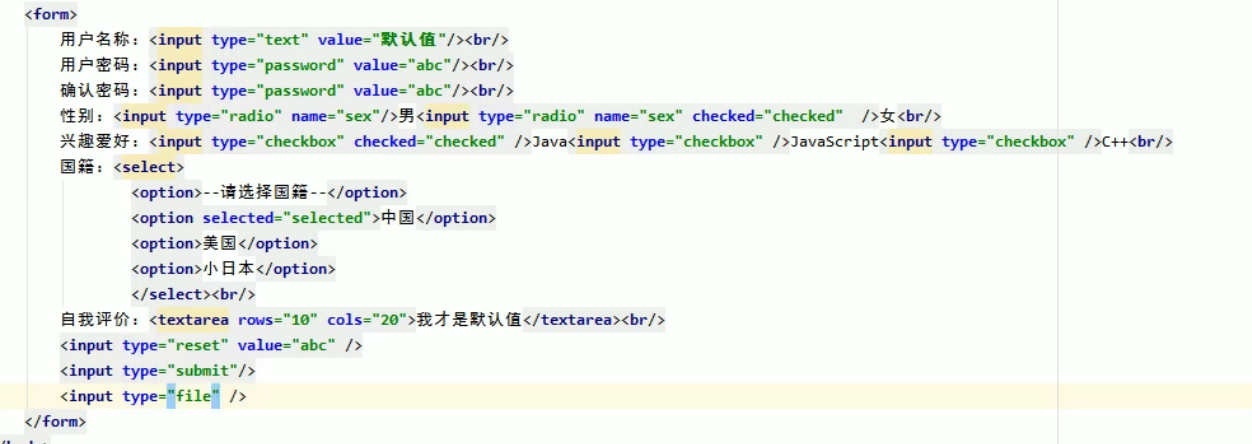 <form>
用户名称：<input type="text" value="默认值"/><br/>
用户密码：<input type="password" value="abc"/><br/>
确认密码：<input type="password" value="abc"/><br/>
性别：<input type="radio" name="sex"/>男<input type="radio" name="sex" checked="checked"  />女<br/>
兴趣爱好：<input type="checkbox" checked="checked" />Java<input type="checkbox" />JavaScript<input type="checkbox" />C++<br/>
国籍：<select>
<option>--请选择国籍--</option>
<option selected="selected">中国</option>
<option>美国</option>
<option>小日本</option>
</select><br/>
自我评价：<textarea rows="10" cols="20">我才是默认值</textarea><br/>
<input type="reset" value="abc" />
<input type="submit"/>
<input type="file" />
</form>